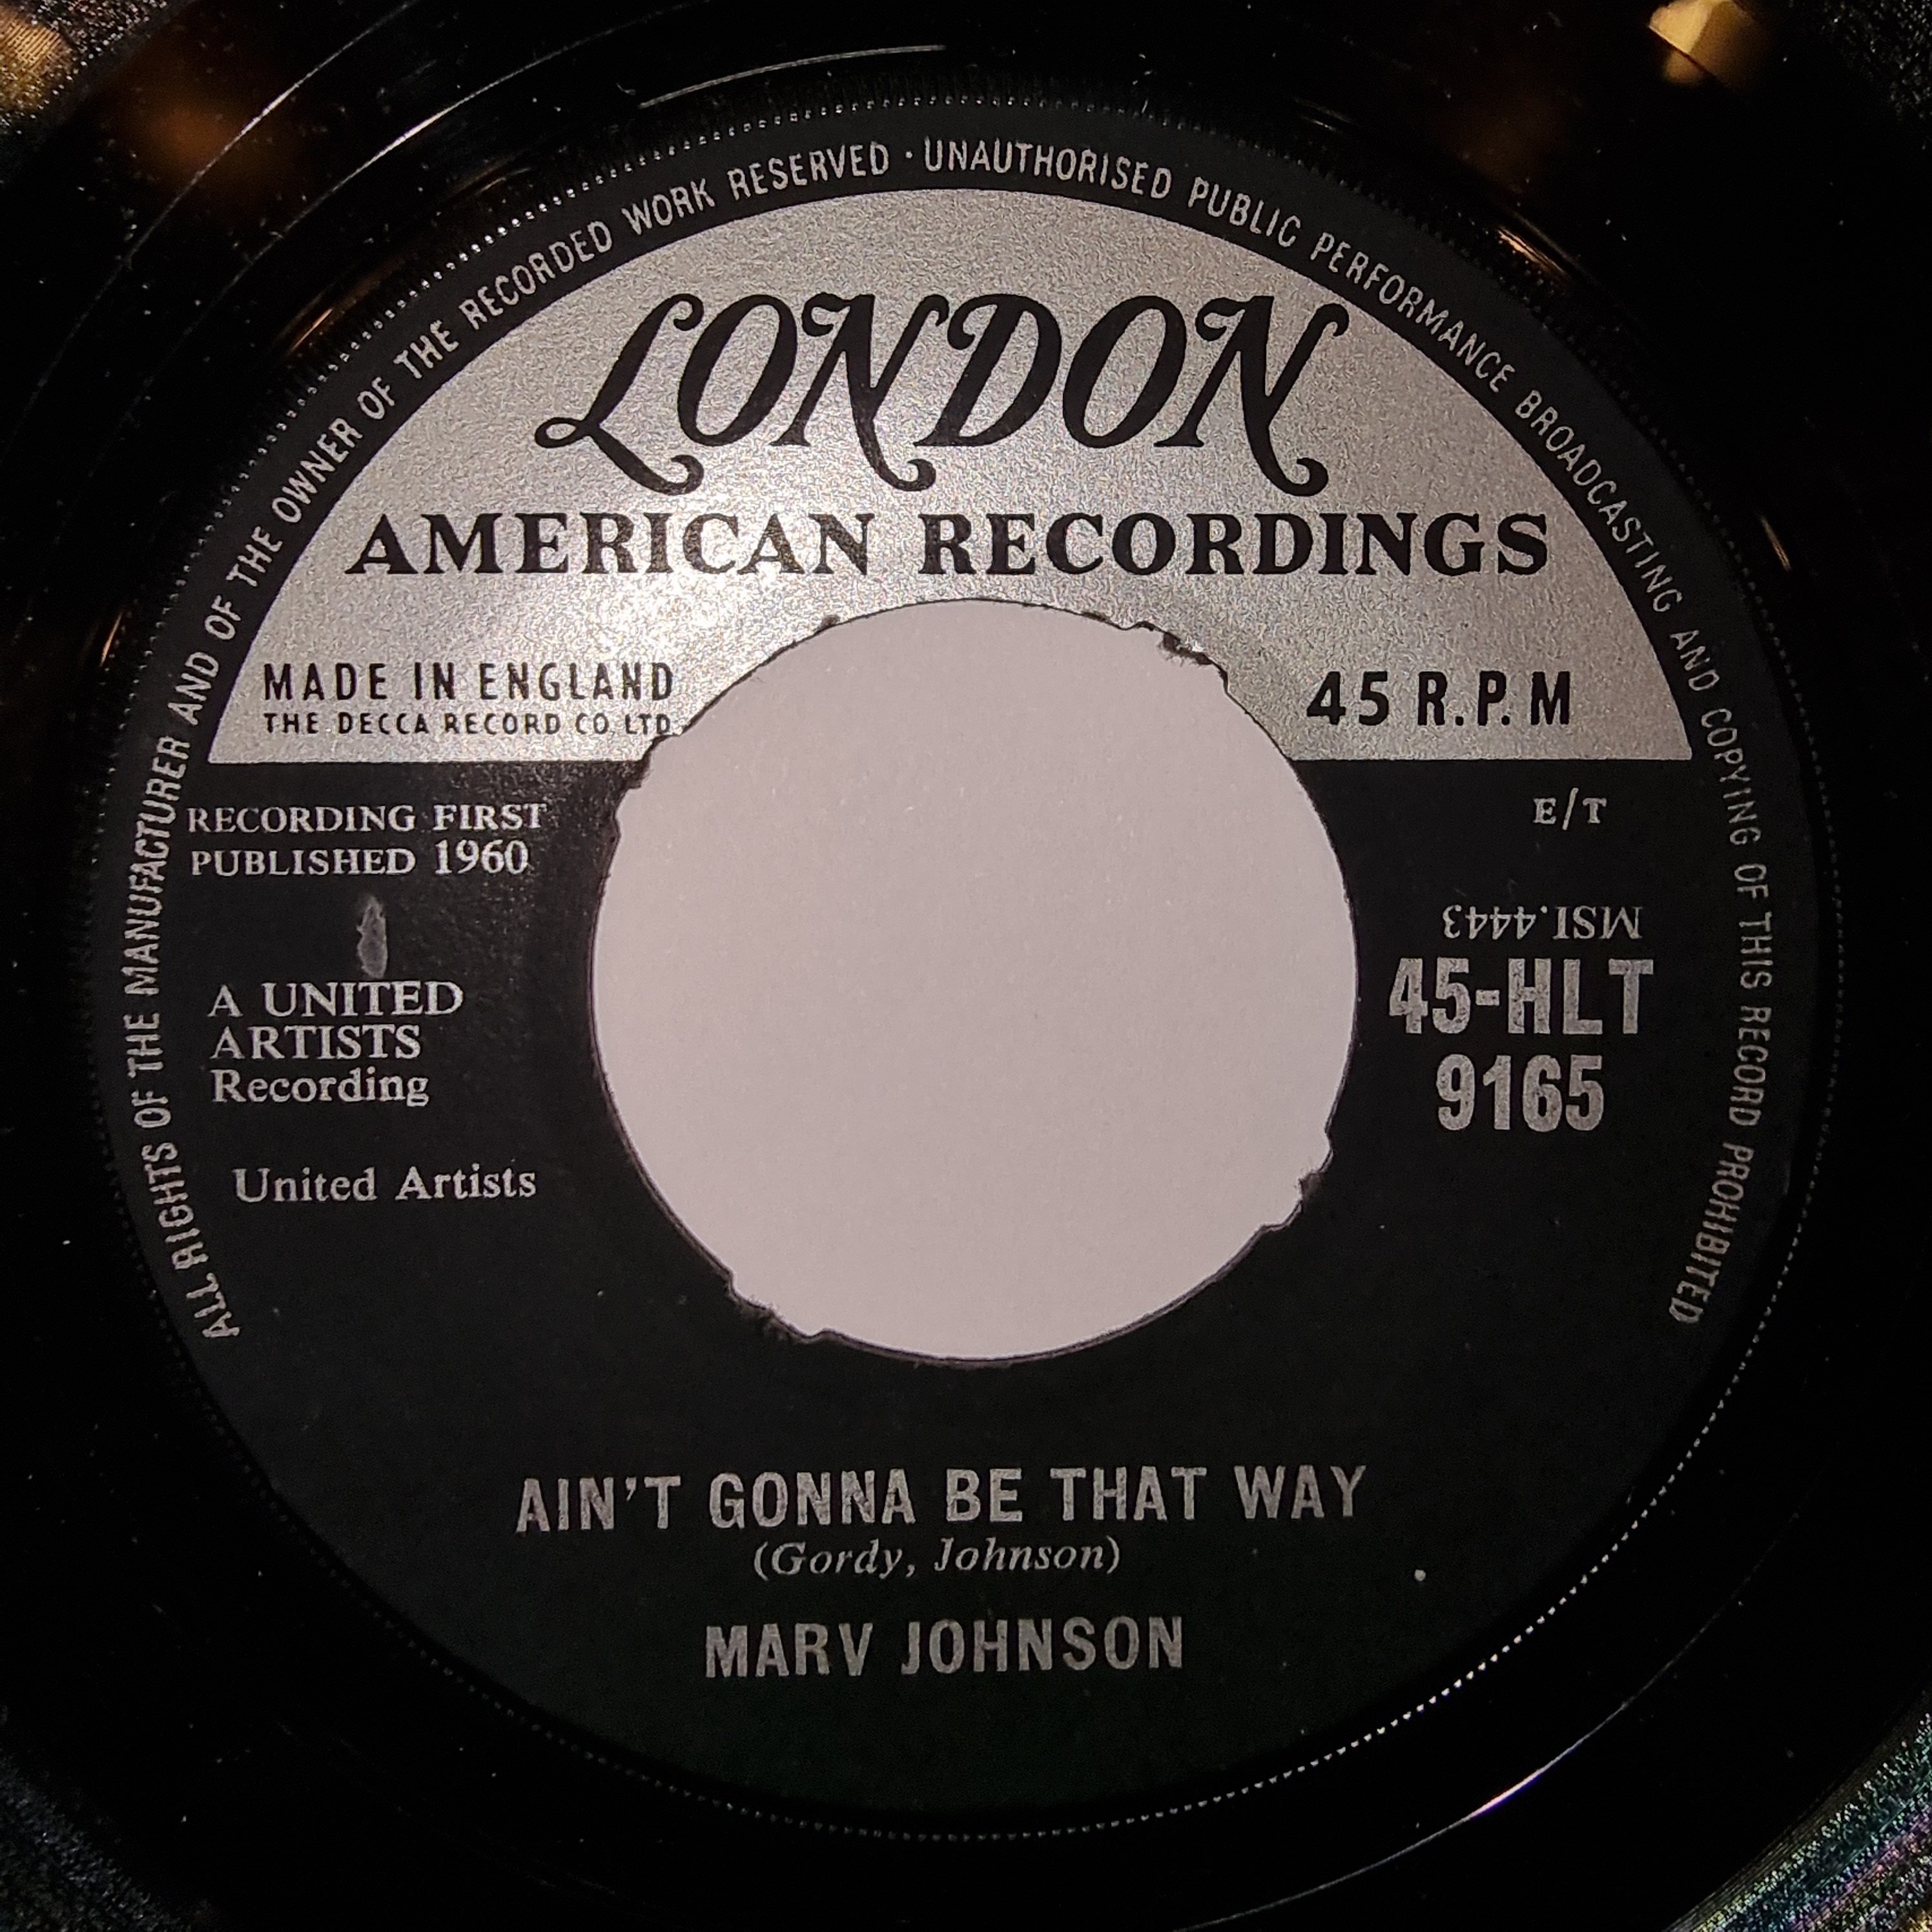 ALL RIGHTS OF THE MANUFACTURER AND OF THE OWNER OF THE RECORDED WORK RESERVED · UNAUTHORISED PUBLIC PERFORMANCE BROADCASTING AND COPYING OF THIS RECORD PROHIBITED
LONDON
AMERICAN RECORDINGS
MADE IN ENGLAND
THE DECCA RECORD CO. LTD.
45 R.P.M
RECORDING FIRST
PUBLISHED 1960
E/T
MSI.4443
45-HLT
9165
A UNITED
ARTISTS
Recording
United Artists
AIN'T GONNA BE THAT WAY
(Gordy, Johnson)
MARV JOHNSON